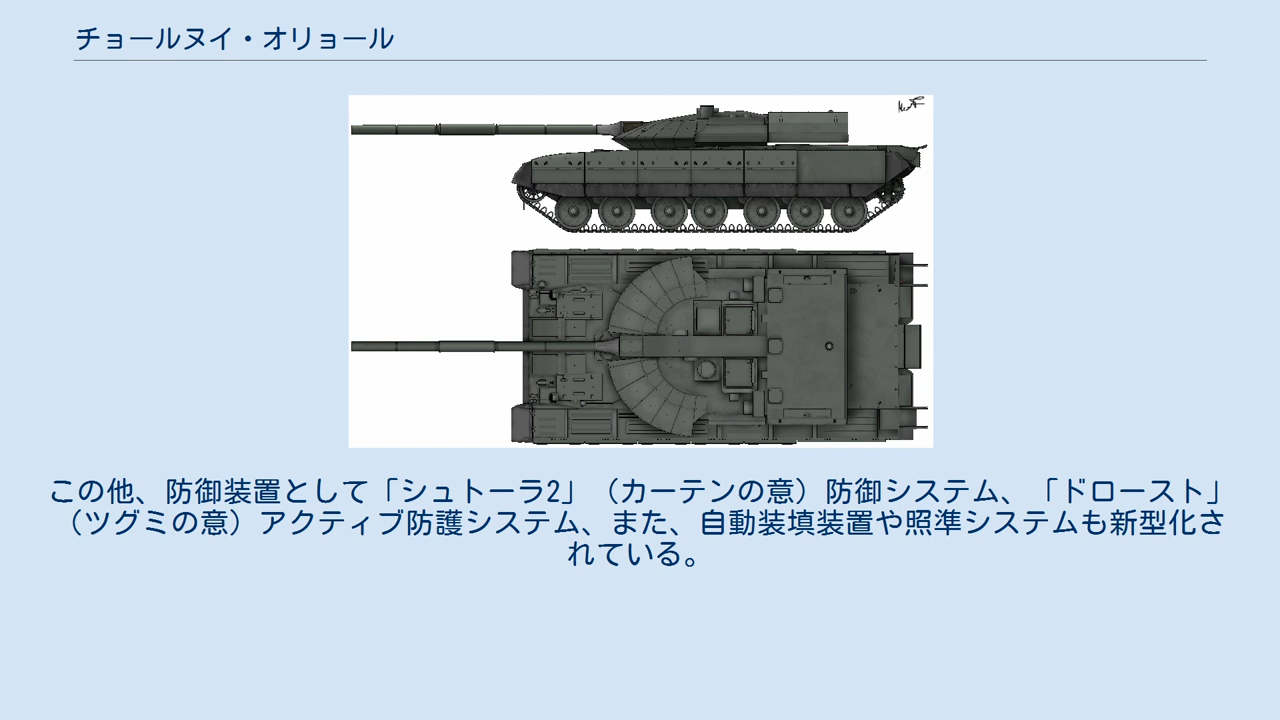 チョールヌイ・オリョール
この他、防御装置として「シュトーラ2」（カーテンの意）防御システム、「ドロースト」
（ツグミの意）アクティブ防護システム、また、自動装填装置や照準システムも新型化さ
れている。